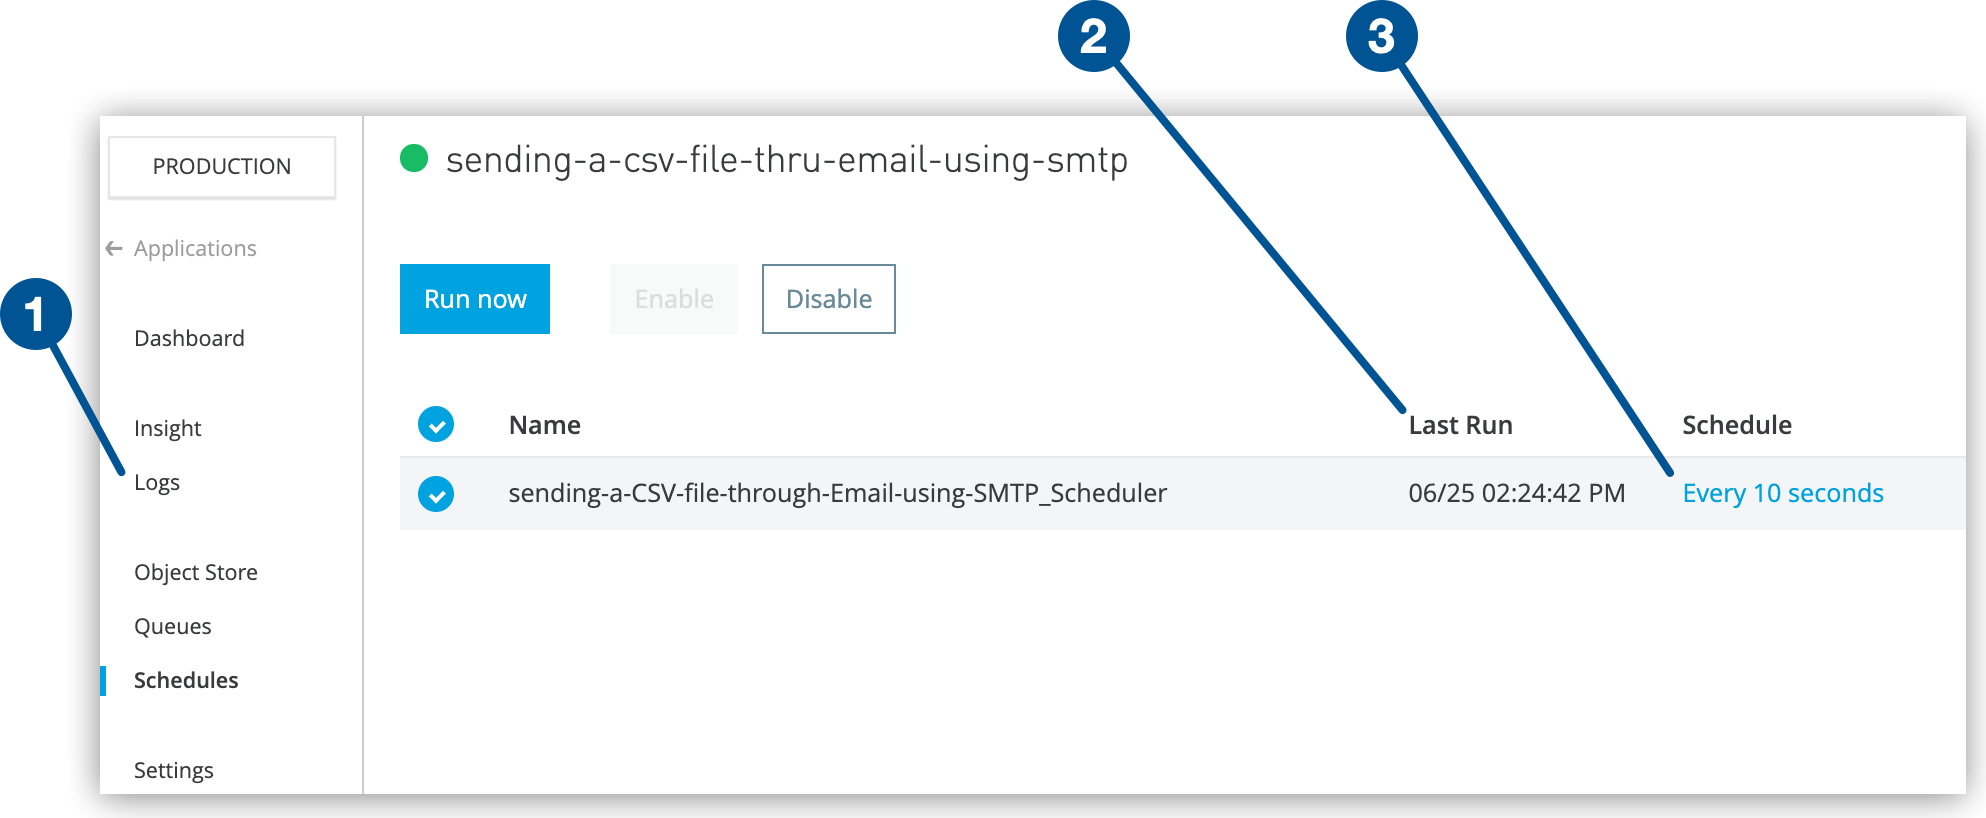 2
3
PRODUCTION
sending-a-csv-file-thru-email-using-smtp
Applications
Run now
Enable
Disable
1
Dashboard
Insight
Logs
Object Store
Queues
Schedules
Settings
Name
Last Run
Schedule
sending-a-CSV-file-through-Email-using-SMTP_Scheduler
06/25 02:24:42 PM
Every 10 seconds